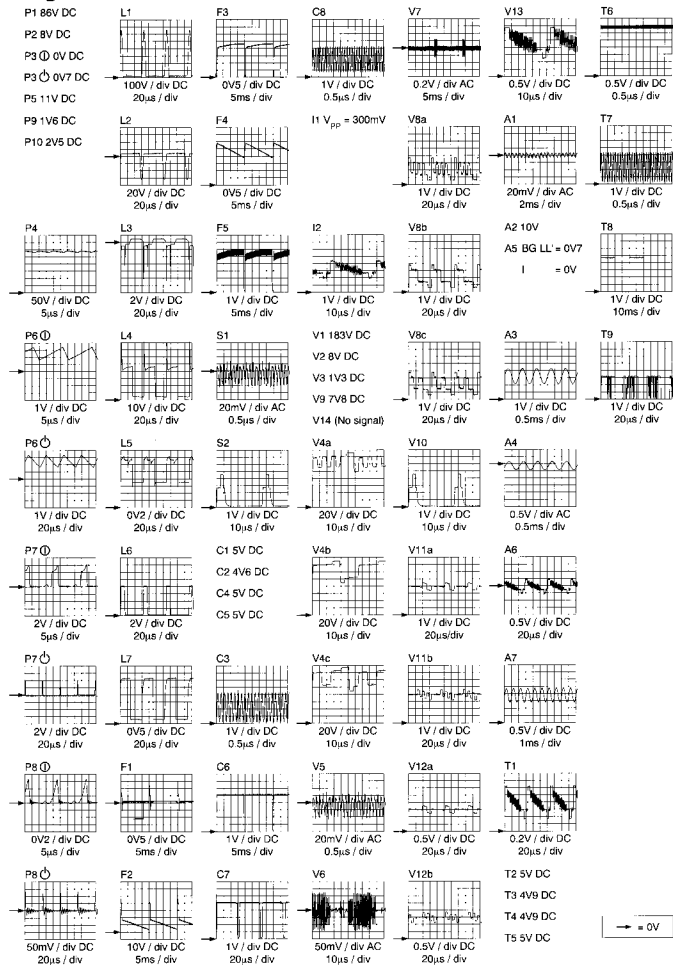 P1 86V DC
P2 8V DC
P3 ⏼ 0V DC
P3 ⏻ 0V7 DC
P5 11V DC
P9 1V6 DC
P10 2V5 DC
L1
100V / div DC
20µs / div
F3
0V5 / div DC
5ms / div
C8
1V / div DC
0.5µs / div
V7
0.2V / div AC
5ms / div
V13
0.5V / div DC
10µs / div
T6
0.5V / div DC
0.5µs / div
L2
20V / div DC
20µs / div
F4
0V5 / div DC
5ms / div
I1 VPP = 300mV
V8a
1V / div DC
20µs / div
A1
20mV / div AC
2ms / div
T7
1V / div DC
0.5µs / div
P4
50V / div DC
5µs / div
L3
2V / div DC
20µs / div
F5
1V / div DC
5ms / div
I2
1V / div DC
10µs / div
V8b
1V / div DC
20µs / div
A2 10V
A5 BG LL' = 0V7
I = 0V
T8
1V / div DC
10ms / div
P6 ⏼
1V / div DC
5µs / div
L4
10V / div DC
20µs / div
S1
20mV / div AC
0.5µs / div
V1 183V DC
V2 8V DC
V3 1V3 DC
V9 7V8 DC
V14 (No signal)
V8c
1V / div DC
20µs / div
A3
1V / div DC
0.5ms / div
T9
1V / div DC
20µs / div
P6 ⏻
1V / div DC
20µs / div
L5
0V2 / div DC
20µs / div
S2
1V / div DC
10µs / div
V4a
20V / div DC
10µs / div
V10
1V / div DC
10µs / div
A4
0.5V / div AC
0.5ms / div
P7 ⏼
2V / div DC
5µs / div
L6
2V / div DC
20µs / div
C1 5V DC
C2 4V6 DC
C4 5V DC
C5 5V DC
V4b
20V / div DC
10µs / div
V11a
1V / div DC
20µs/div
A6
0.5V / div DC
20µs / div
P7 ⏻
2V / div DC
20µs / div
L7
0V5 / div DC
20µs / div
C3
1V / div DC
0.5µs / div
V4c
20V / div DC
10µs / div
V11b
1V / div DC
20µs / div
A7
0.5V / div DC
1ms / div
P8 ⏼
0V2 / div DC
5µs / div
F1
0V5 / div DC
5ms / div
C6
1V / div DC
5ms / div
V5
20mV / div AC
0.5µs / div
V12a
0.5V / div DC
20µs / div
T1
0.2V / div DC
20µs / div
P8 ⏻
50mV / div DC
20µs / div
F2
10V / div DC
5ms / div
C7
1V / div DC
20µs / div
V6
50mV / div AC
10µs / div
V12b
0.5V / div DC
20µs / div
T2 5V DC
T3 4V9 DC
T4 4V9 DC
T5 5V DC
→ = 0V